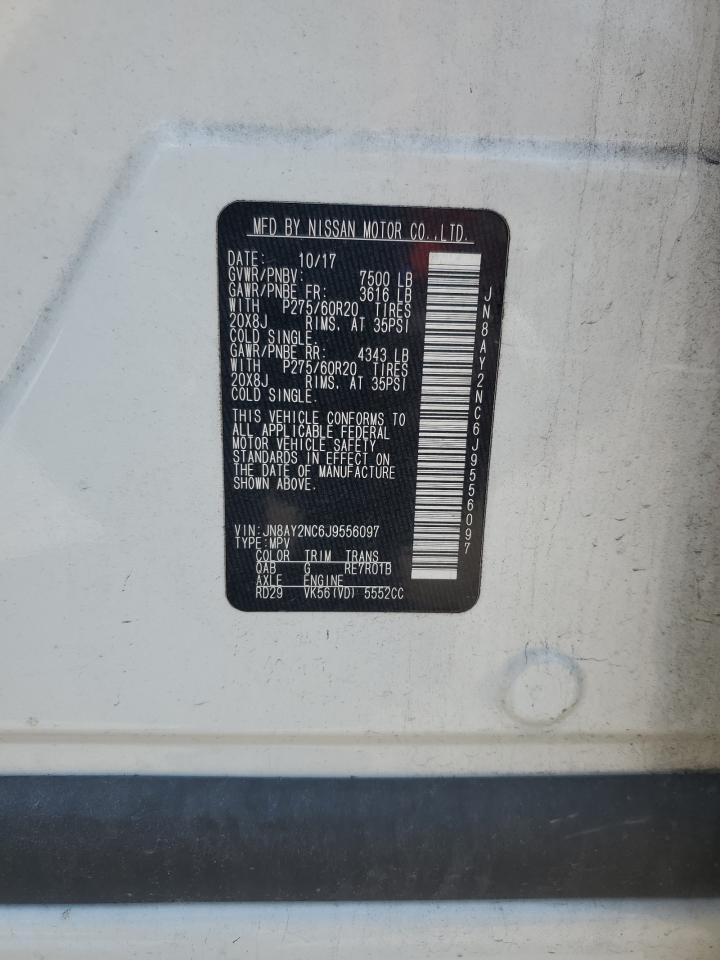 MFD BY NISSAN MOTOR CO.,LTD.
DATE: 10/17
GVWR/PNBV: 7500 LB
GAWR/PNBE FR: 3616 LB
WITH P275/60R20 TIRES
20X8J RIMS, AT 35PSI
COLD SINGLE.
GAWR/PNBE RR: 4343 LB
WITH P275/60R20 TIRES
20X8J RIMS, AT 35PSI
COLD SINGLE.
THIS VEHICLE CONFORMS TO
ALL APPLICABLE FEDERAL
MOTOR VEHICLE SAFETY
STANDARDS IN EFFECT ON
THE DATE OF MANUFACTURE
SHOWN ABOVE.
VIN:JN8AY2NC6J9556097
TYPE:MPV
COLOR TRIM TRANS
QAB G RE7R01B
AXLE ENGINE
RD29 VK56(VD) 5552CC
JN8AY2NC6J9556097